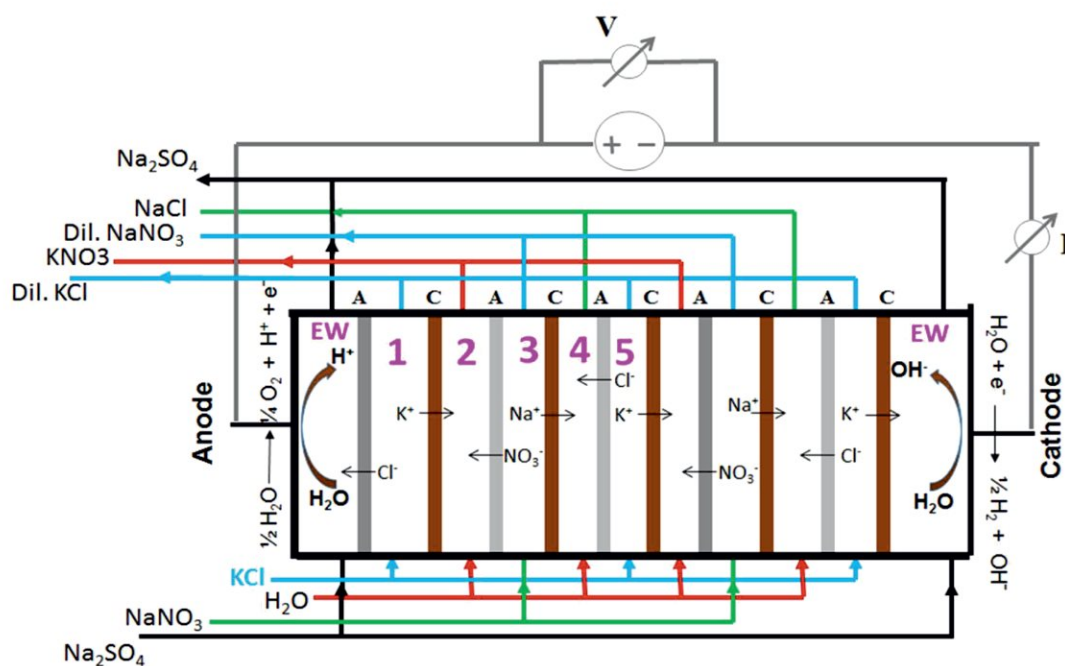 V
+ −
I
Na₂SO₄
NaCl
Dil. NaNO₃
KNO3
Dil. KCl
A C A C A C A C A C
EW 1 2 3 4 5 EW
H⁺
OH⁻
Cl⁻
K⁺ Na⁺ K⁺ Na⁺ K⁺
NO₃⁻ NO₃⁻ Cl⁻
Cl⁻
H₂O H₂O
Anode
½ H₂O
¼ O₂ + H⁺ + e⁻
H₂O + e⁻
½ H₂ + OH⁻
Cathode
KCl
H₂O
NaNO₃
Na₂SO₄